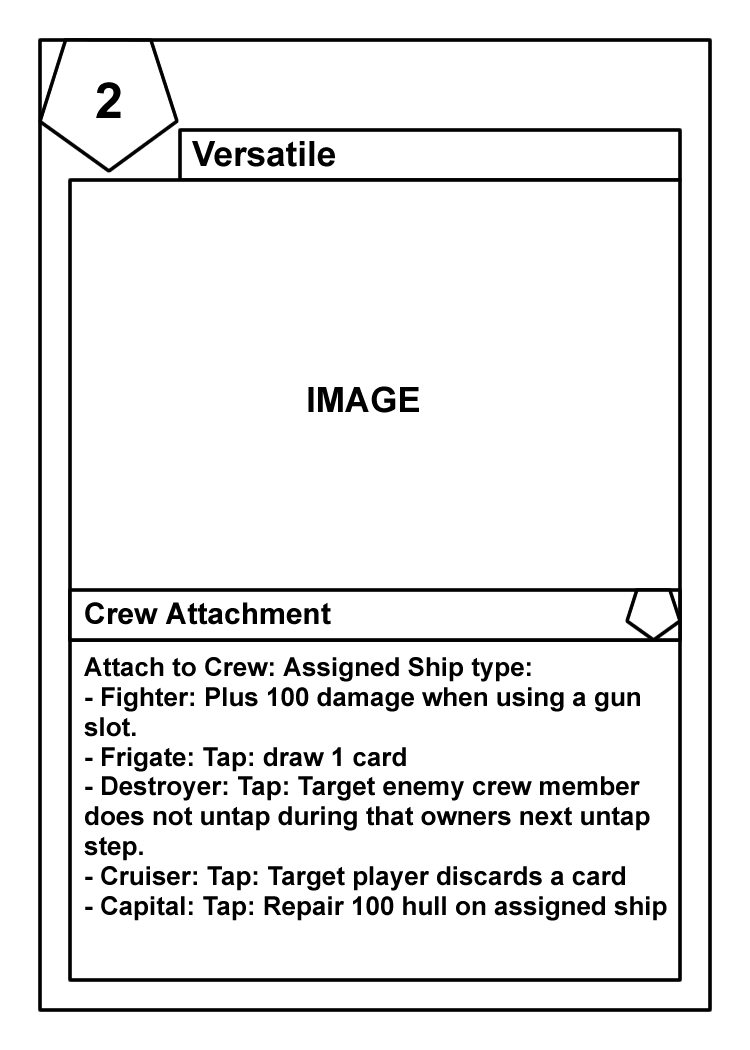 2
Versatile
IMAGE
Crew Attachment
Attach to Crew: Assigned Ship type:
- Fighter: Plus 100 damage when using a gun
slot.
- Frigate: Tap: draw 1 card
- Destroyer: Tap: Target enemy crew member
does not untap during that owners next untap
step.
- Cruiser: Tap: Target player discards a card
- Capital: Tap: Repair 100 hull on assigned ship